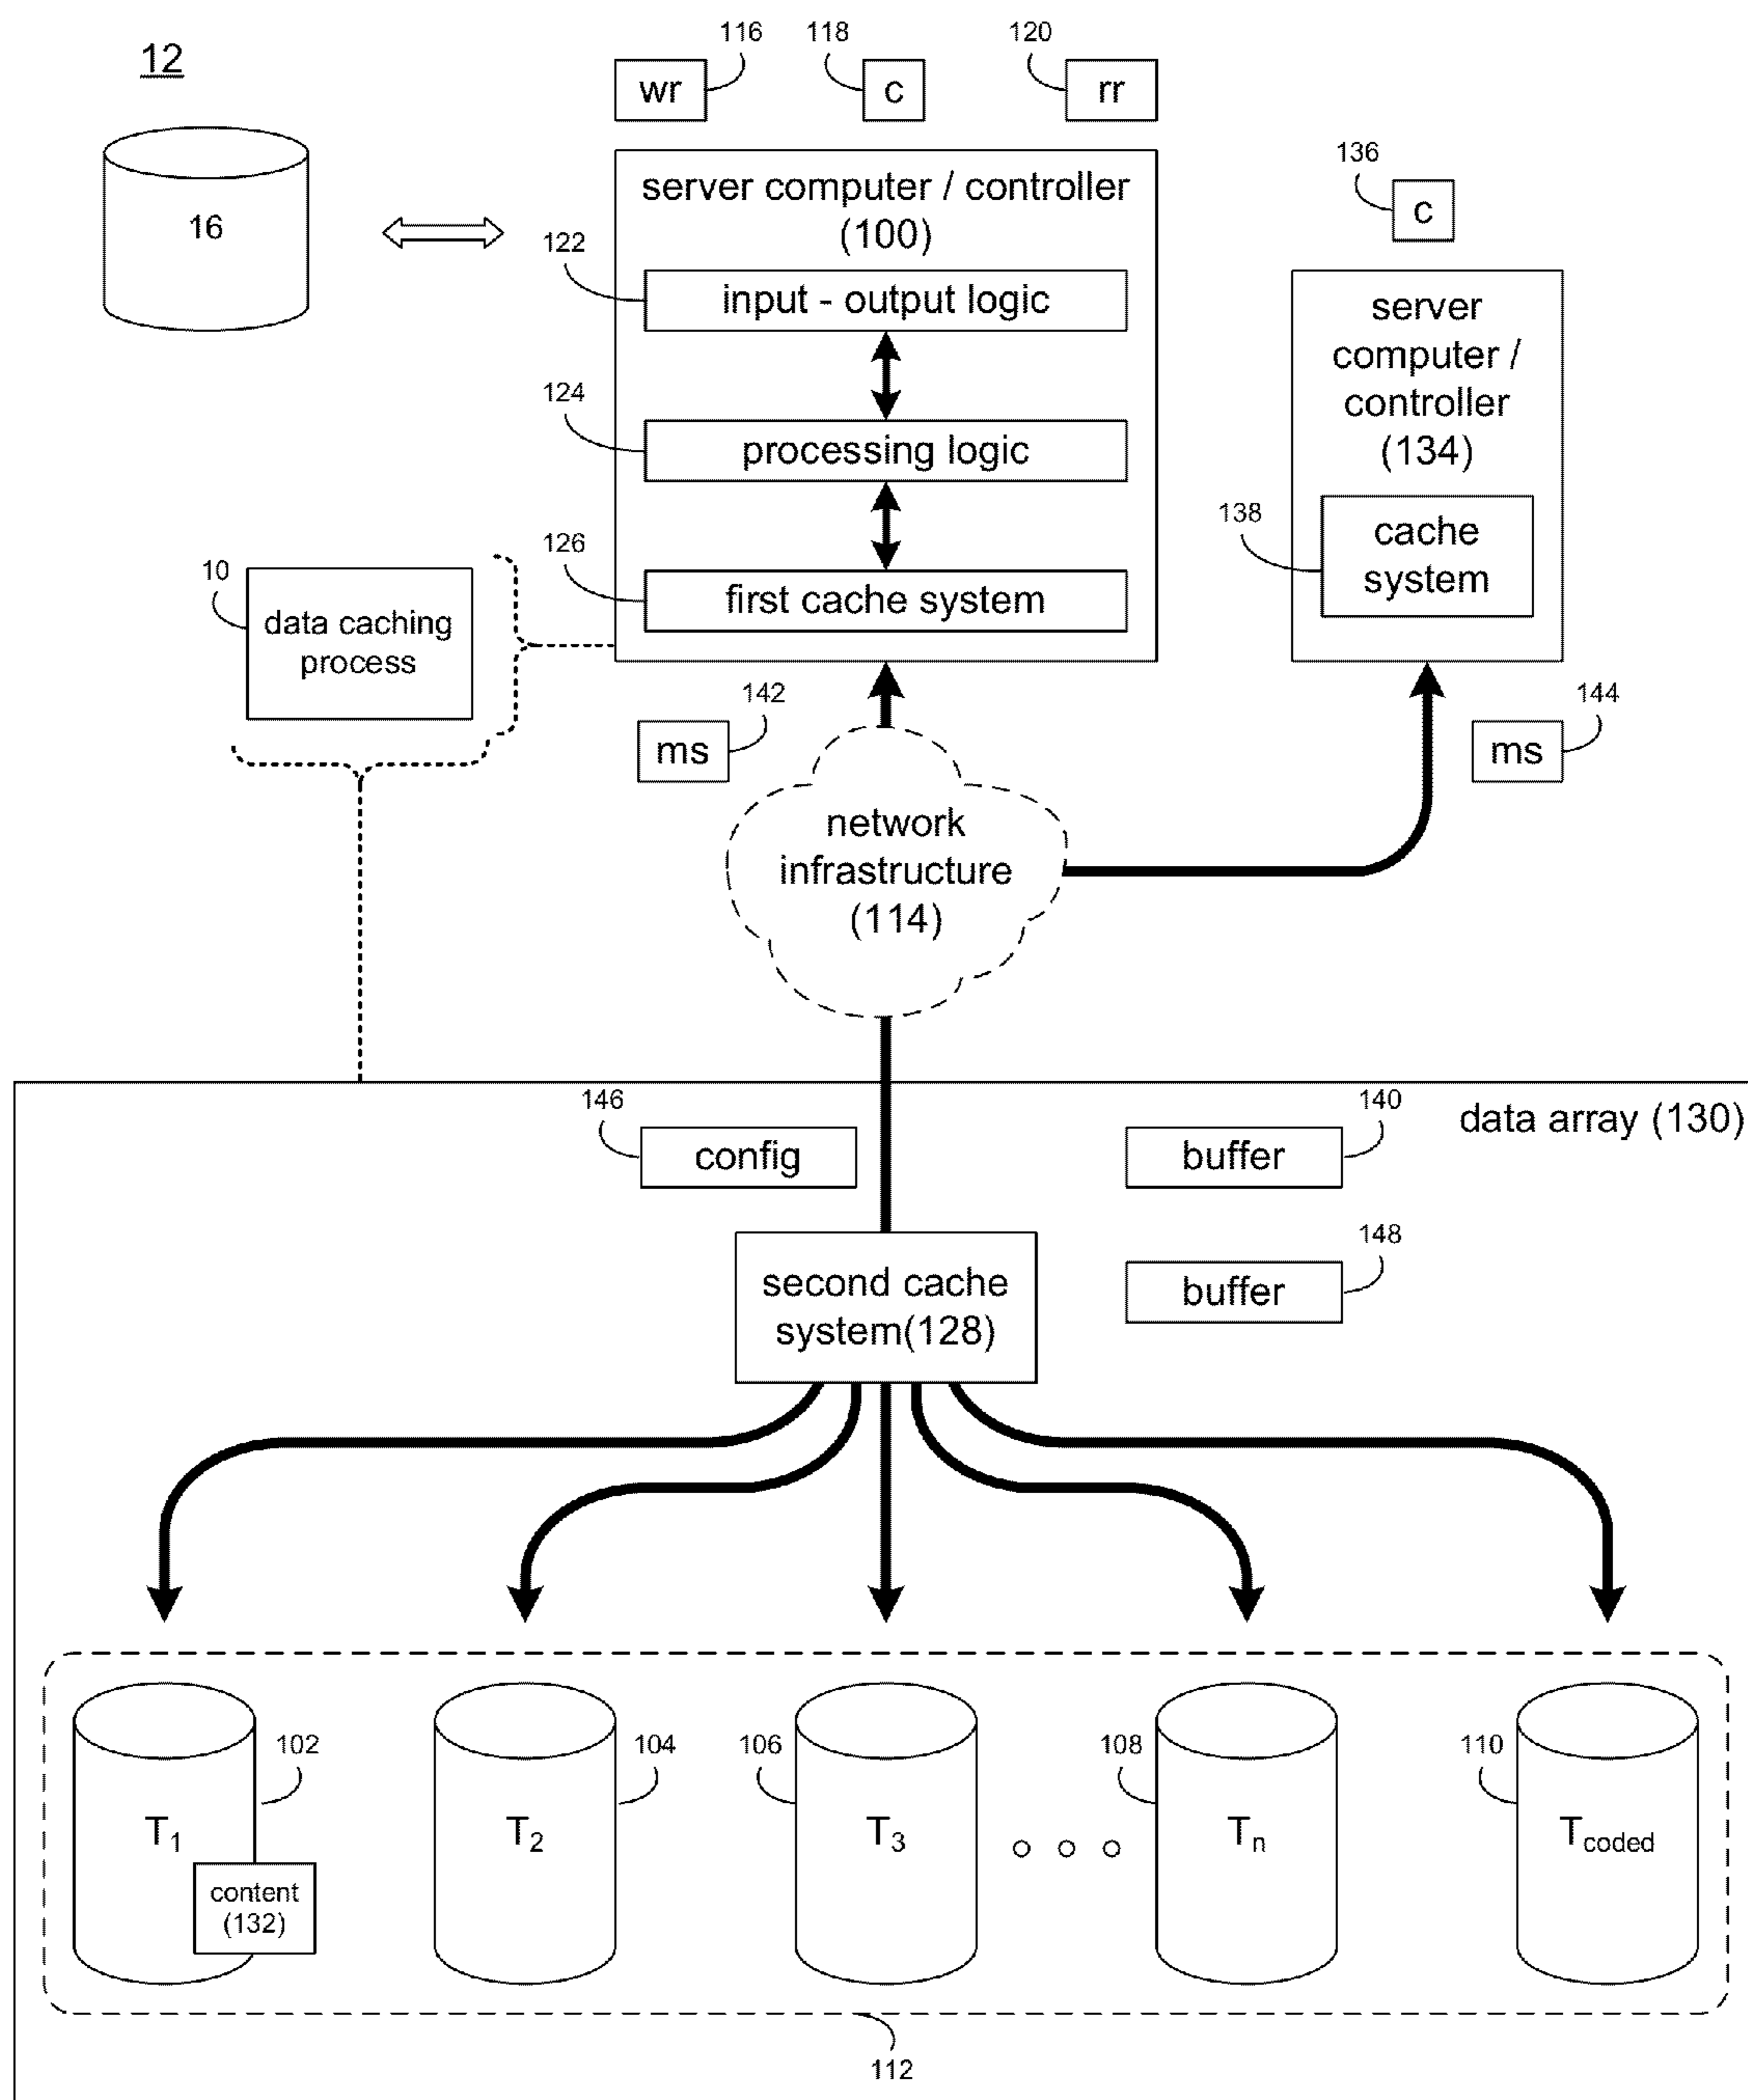 12
116
118
120
wr
c
rr
136
c
16
server computer / controller
(100)
122
input - output logic
124
processing logic
126
first cache system
server
computer /
controller
(134)
138
cache
system
10
data caching
process
142
ms
144
ms
network
infrastructure
(114)
146
config
140
buffer
data array (130)
148
buffer
second cache
system(128)
102
104
106
108
110
T1
T2
T3
Tn
Tcoded
content
(132)
112